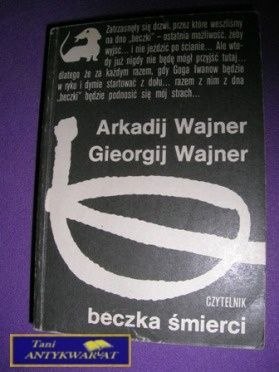 Zatrzasnęły się drzwi, przez które weszliśmy
na dno „beczki" – ostatnia możliwość, żeby
wyjść... i nie jeździć po ścianie... Ale wto-
dy już nigdy nie będę mógł przyjść tutaj...
dlatego że za każdym razem, gdy Goga Iwanow będzie
w ryku i dymie startować z dołu... razem z nim z dna
„beczki" będzie podnosić się mój strach...
Arkadij Wajner
Gieorgij Wajner
CZYTELNIK
beczka śmierci
Tani
ANTYKWARYAT